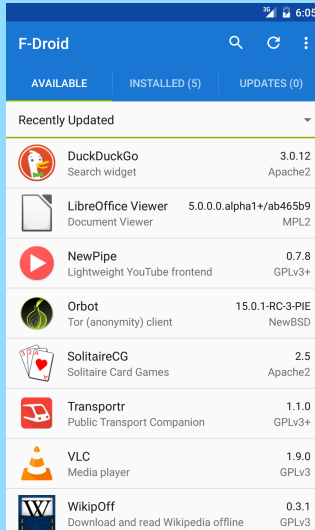 3G 6:05
F-Droid
AVAILABLE INSTALLED (5) UPDATES (0)
Recently Updated
DuckDuckGo 3.0.12
Search widget Apache2
LibreOffice Viewer 5.0.0.0.alpha1+/ab465b9
Document Viewer MPL2
NewPipe 0.7.8
Lightweight YouTube frontend GPLv3+
Orbot 15.0.1-RC-3-PIE
Tor (anonymity) client NewBSD
SolitaireCG 2.5
Solitaire Card Games Apache2
Transportr 1.1.0
Public Transport Companion GPLv3+
VLC 1.9.0
Media player GPLv3
WikipOff 0.3.1
Download and read Wikipedia offline GPLv3